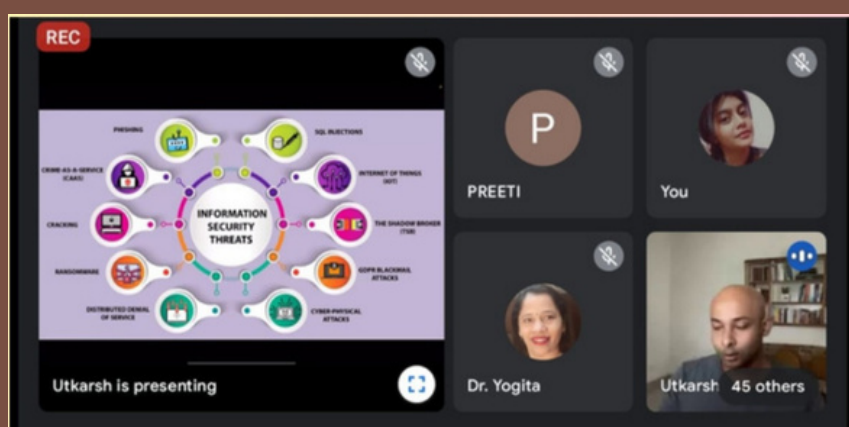 REC
PHISHING
SQL INJECTIONS
CRIME-AS-A-SERVICE
(CAAS)
INTERNET OF THINGS
(IOT)
CRACKING
INFORMATION
SECURITY
THREATS
THE SHADOW BROKER
(TSB)
RANSOMWARE
GDPR BLACKMAIL
ATTACKS
DISTRIBUTED DENIAL
OF SERVICE
CYBER-PHYSICAL
ATTACKS
Utkarsh is presenting
P
PREETI
You
Dr. Yogita
Utkarsh
45 others